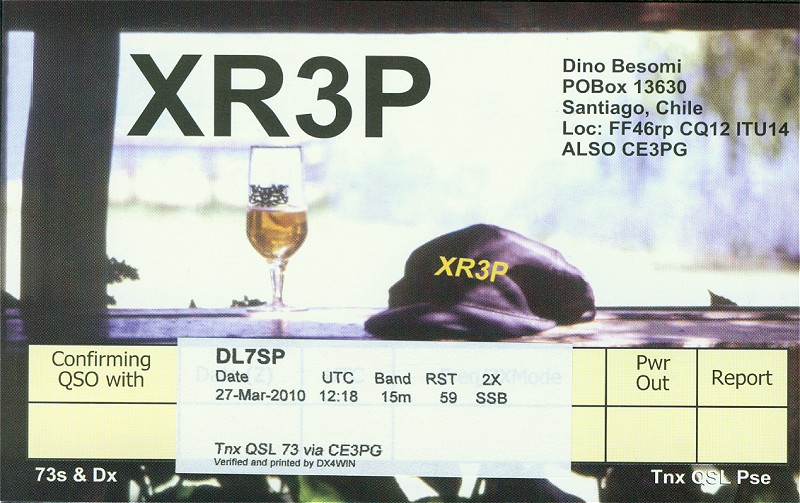 XR3P
Dino Besomi
POBox 13630
Santiago, Chile
Loc: FF46rp CQ12 ITU14
ALSO CE3PG
XR3P
Confirming
QSO with
DL7SP
Date UTC Band RST 2X
27-Mar-2010 12:18 15m 59 SSB
Tnx QSL 73 via CE3PG
Verified and printed by DX4WIN
Pwr
Out
Report
73s & Dx
Tnx QSL Pse